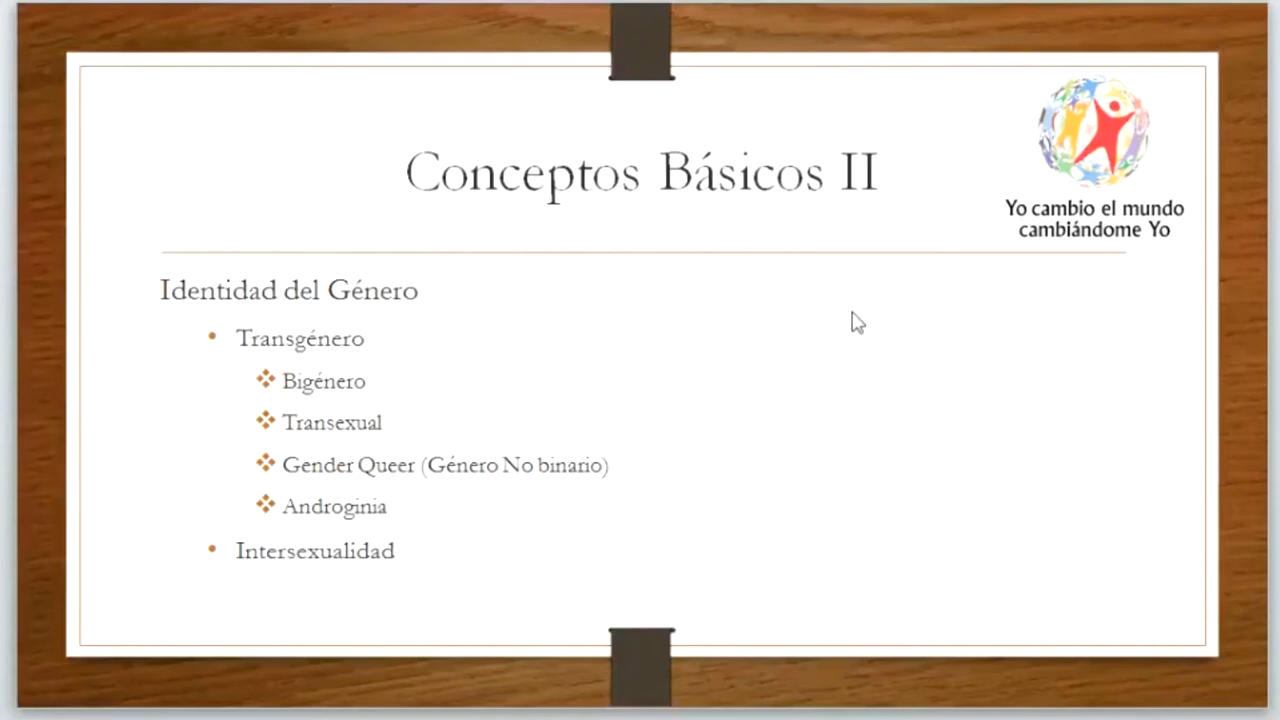 Conceptos Básicos II
Yo cambio el mundo
cambiándome Yo
Identidad del Género
• Transgénero
❖ Bigénero
❖ Transexual
❖ Gender Queer (Género No binario)
❖ Androginia
• Intersexualidad